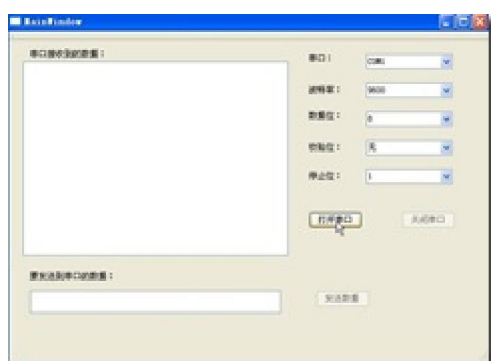 MainWindow
串口接收到的数据：
串口：
COM1
波特率：
9600
数据位：
8
校验位：
无
停止位：
1
打开串口
关闭串口
要发送到串口的数据：
发送数据